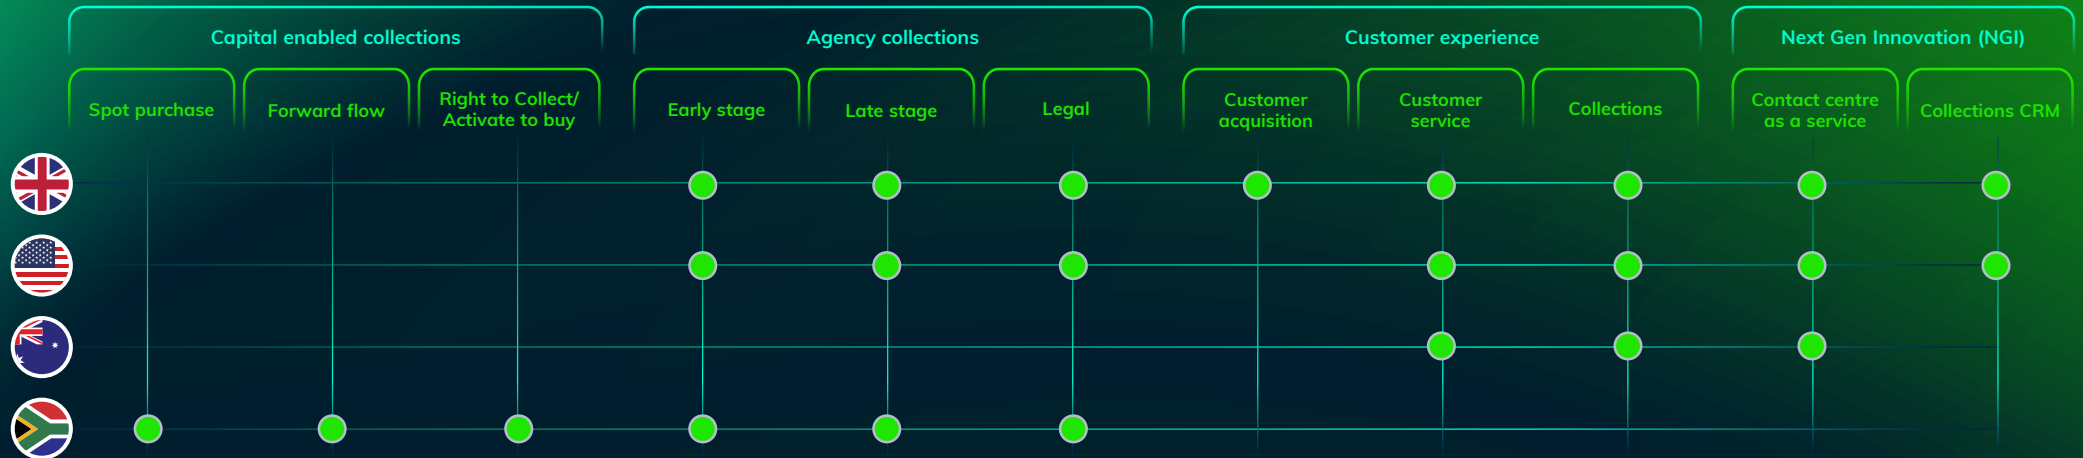 Capital enabled collections
Agency collections
Customer experience
Next Gen Innovation (NGI)
Spot purchase
Forward flow
Right to Collect/
Activate to buy
Early stage
Late stage
Legal
Customer
acquisition
Customer
service
Collections
Contact centre
as a service
Collections CRM